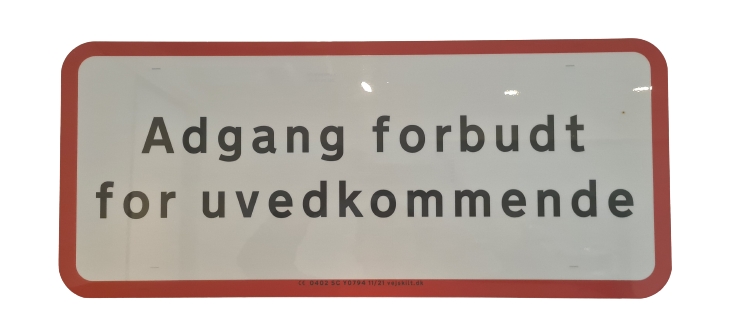 Adgang forbudt
for uvedkommende